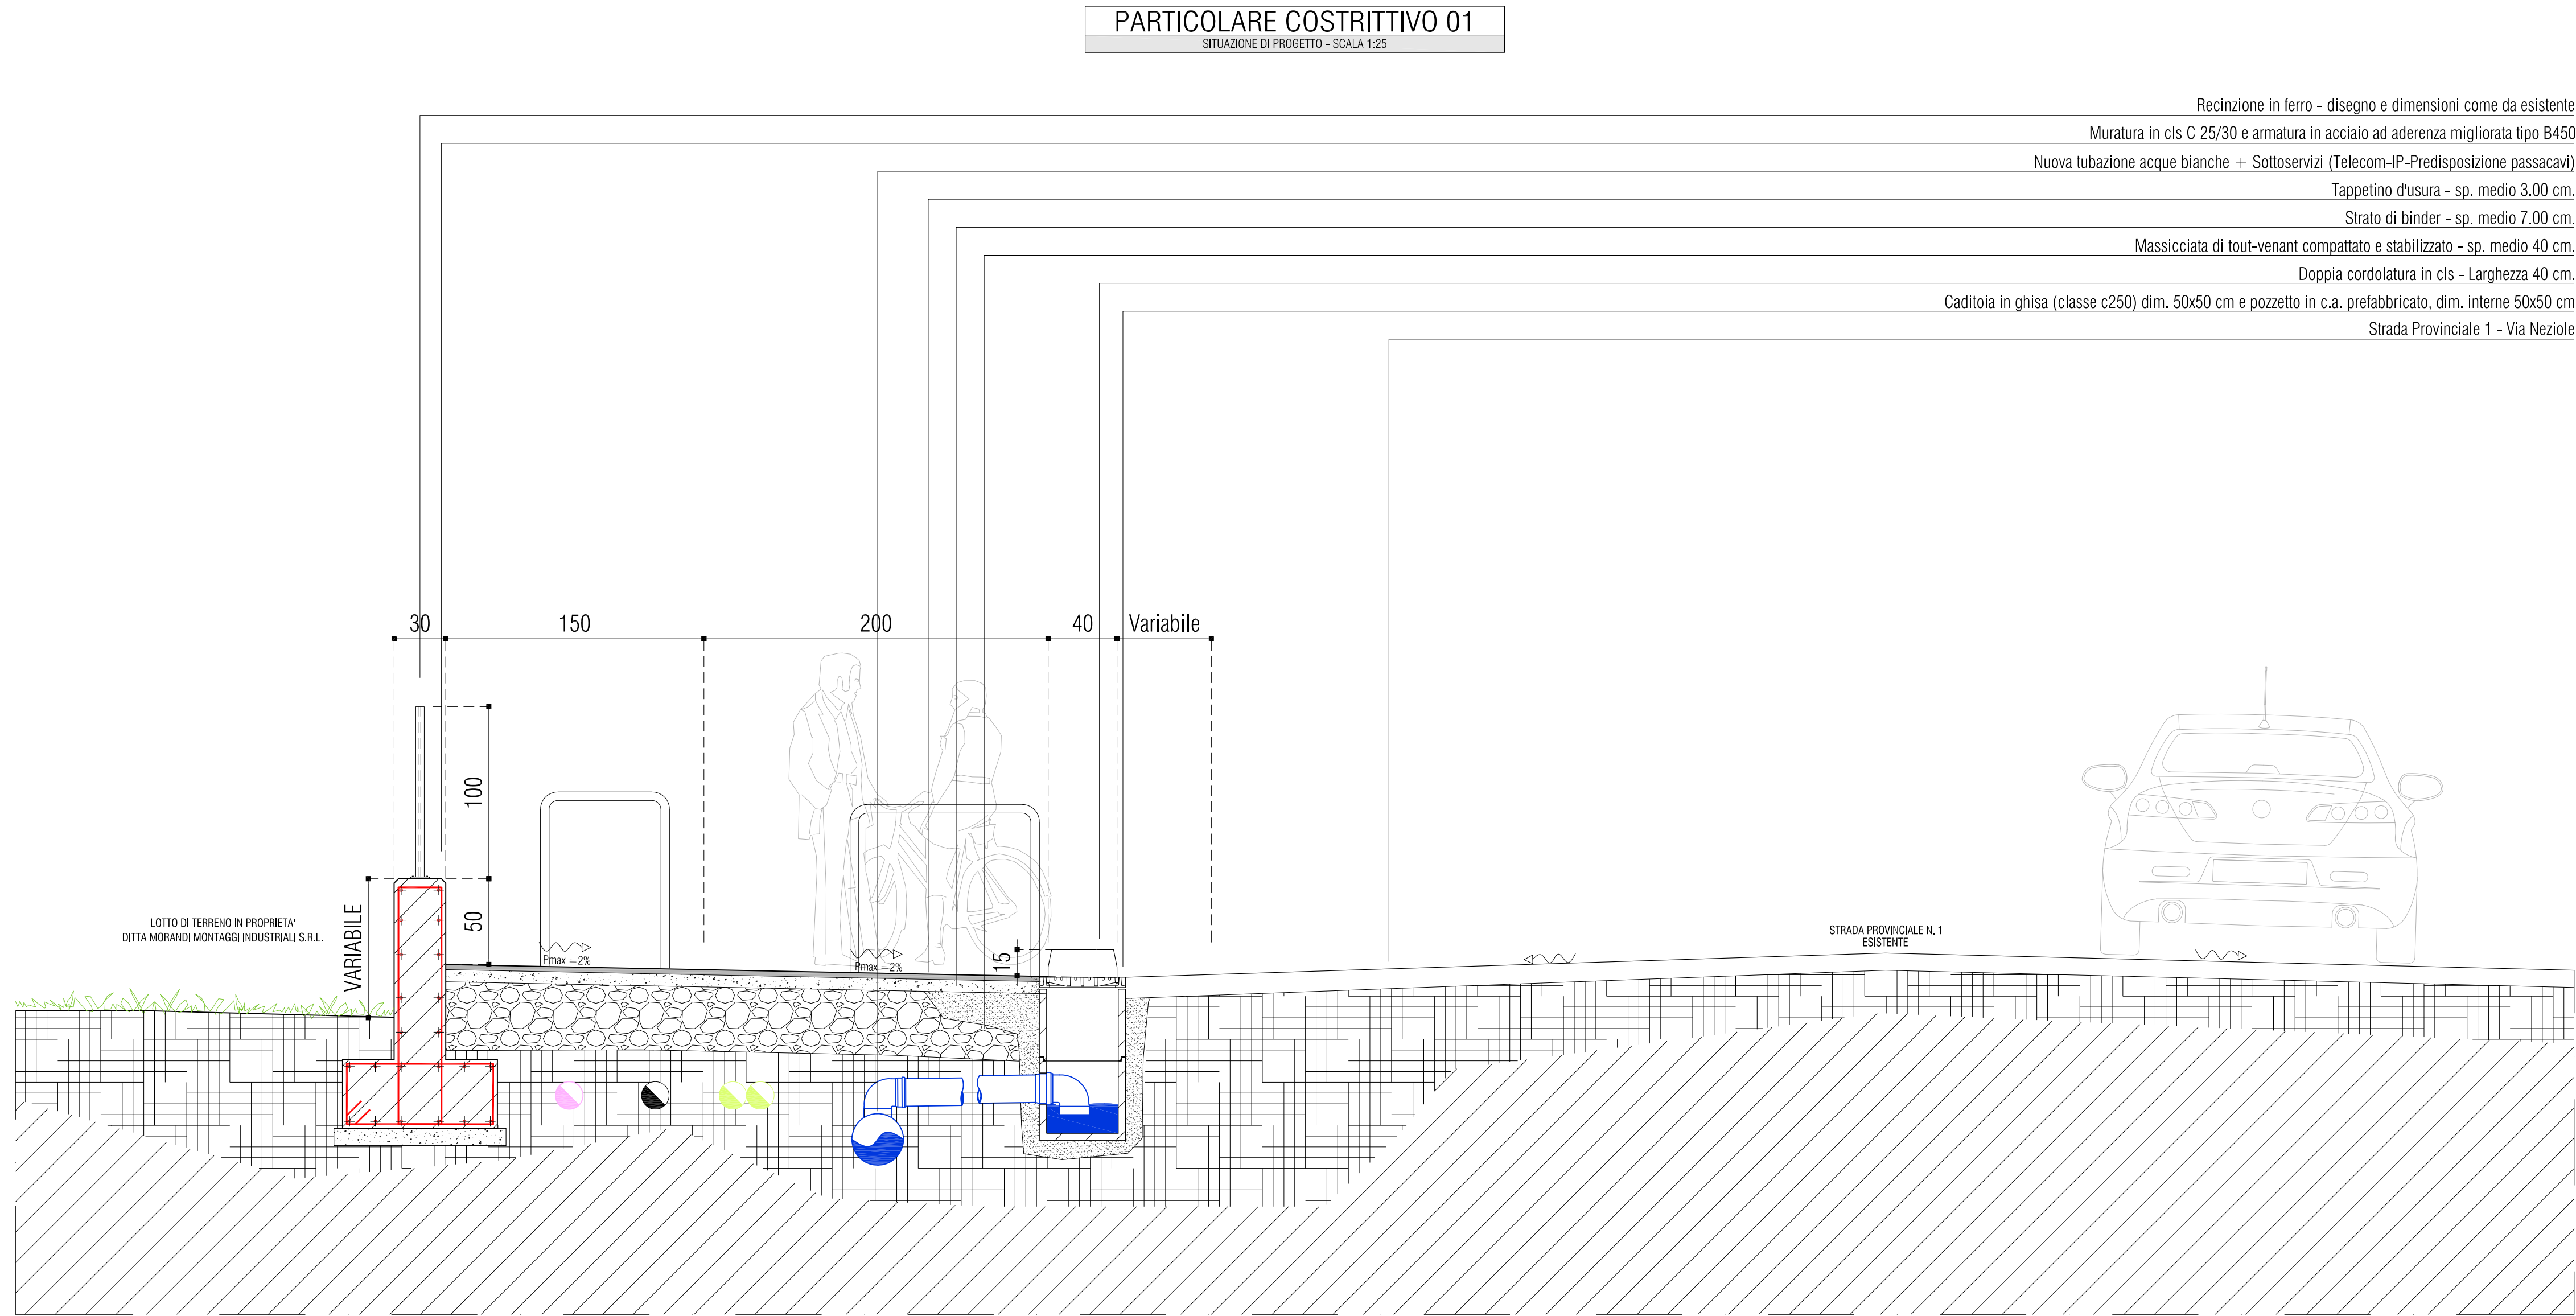 PARTICOLARE COSTRITTIVO 01
SITUAZIONE DI PROGETTO - SCALA 1:25
Recinzione in ferro - disegno e dimensioni come da esistente
Muratura in cls C 25/30 e armatura in acciaio ad aderenza migliorata tipo B450
Nuova tubazione acque bianche + Sottoservizi (Telecom-IP-Predisposizione passacavi)
Tappetino d'usura - sp. medio 3.00 cm.
Strato di binder - sp. medio 7.00 cm.
Massicciata di tout-venant compattato e stabilizzato - sp. medio 40 cm.
Doppia cordolatura in cls - Larghezza 40 cm.
Caditoia in ghisa (classe c250) dim. 50x50 cm e pozzetto in c.a. prefabbricato, dim. interne 50x50 cm
Strada Provinciale 1 - Via Neziole
30 150 200 40 Variabile
100
50
VARIABILE
LOTTO DI TERRENO IN PROPRIETA'
DITTA MORANDI MONTAGGI INDUSTRIALI S.R.L.
Pmax =2%
Pmax =2%
15
STRADA PROVINCIALE N. 1
ESISTENTE